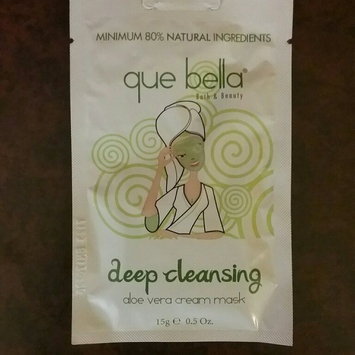 MINIMUM 80% NATURAL INGREDIENTS
que bella®
Bath & Beauty
deep cleansing
aloe vera cream mask
15g ℮ 0.5 Oz.